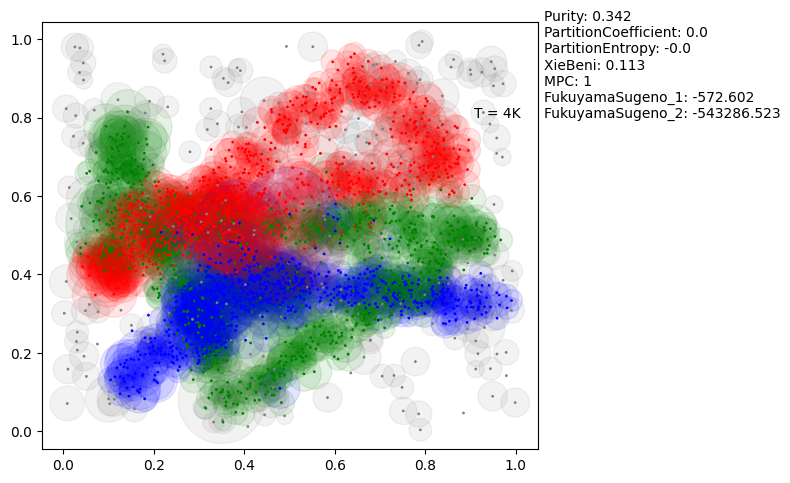 Purity: 0.342
PartitionCoefficient: 0.0
PartitionEntropy: -0.0
XieBeni: 0.113
MPC: 1
FukuyamaSugeno_1: -572.602
FukuyamaSugeno_2: -543286.523
T = 4K
1.0
0.8
0.6
0.4
0.2
0.0
0.0 0.2 0.4 0.6 0.8 1.0